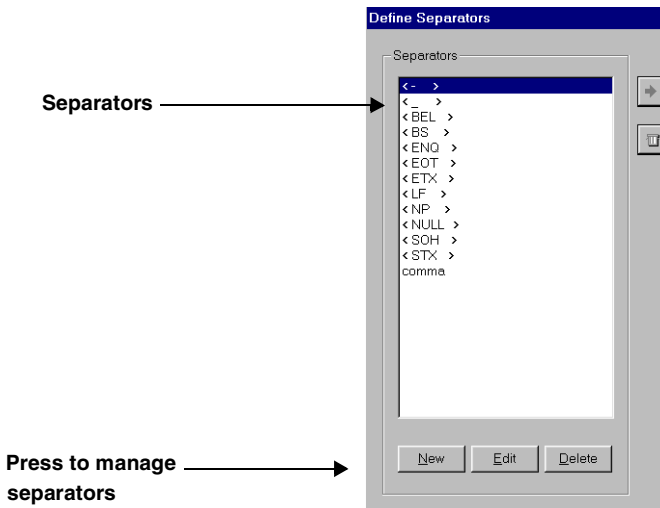 Define Separators
Separators
Separators
< - >
< _ >
< BEL >
< BS >
< ENQ >
< EOT >
< ETX >
< LF >
< NP >
< NULL >
< SOH >
< STX >
comma
New Edit Delete
Press to manage
separators